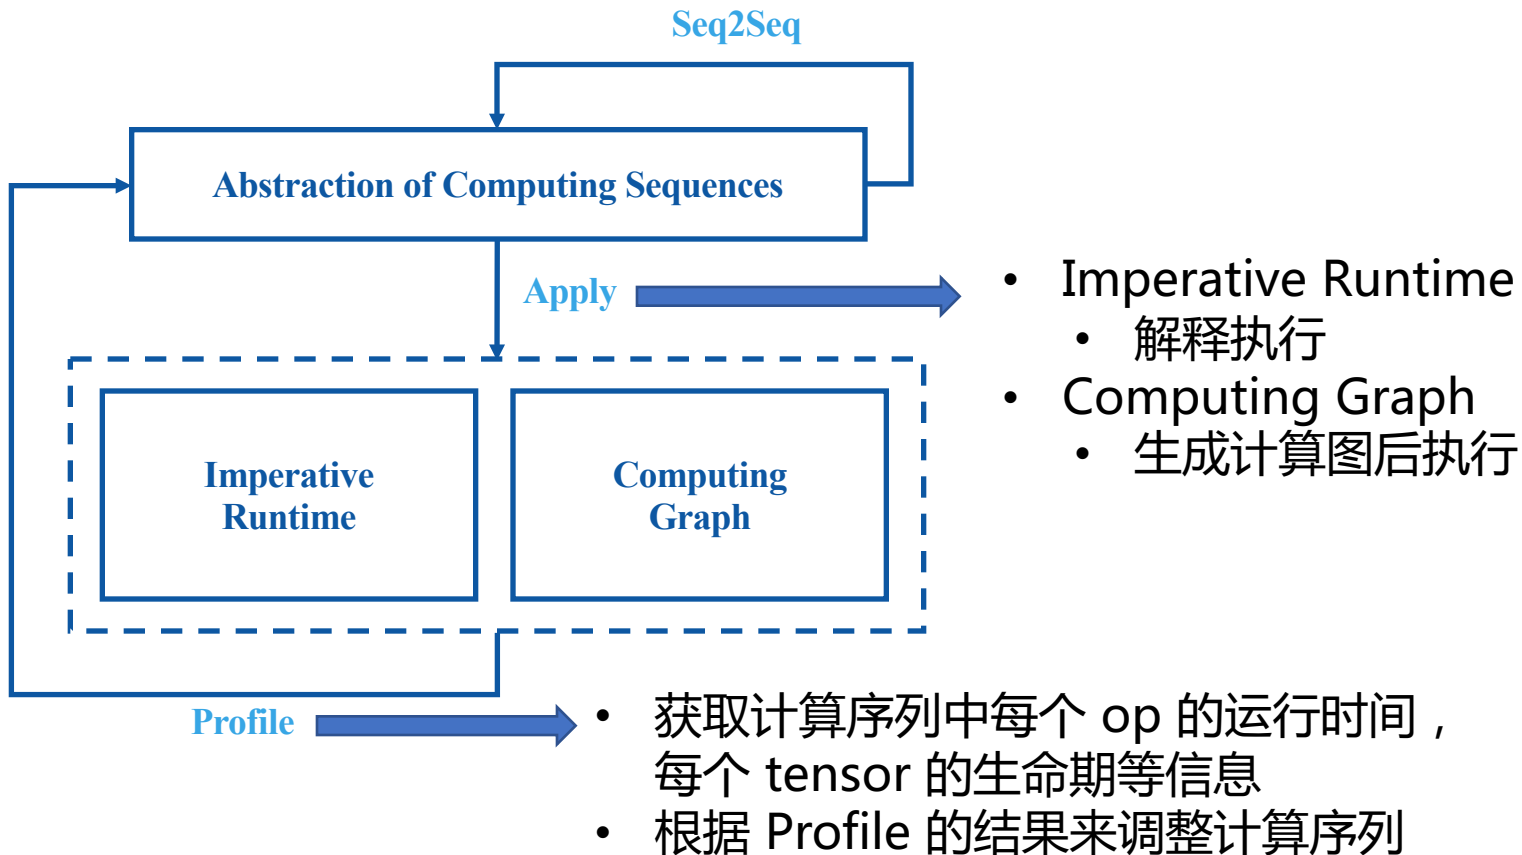 Seq2Seq
Abstraction of Computing Sequences
Apply
• Imperative Runtime
• 解释执行
• Computing Graph
• 生成计算图后执行
Imperative
Runtime
Computing
Graph
Profile
• 获取计算序列中每个 op 的运行时间，
每个 tensor 的生命期等信息
• 根据 Profile 的结果来调整计算序列